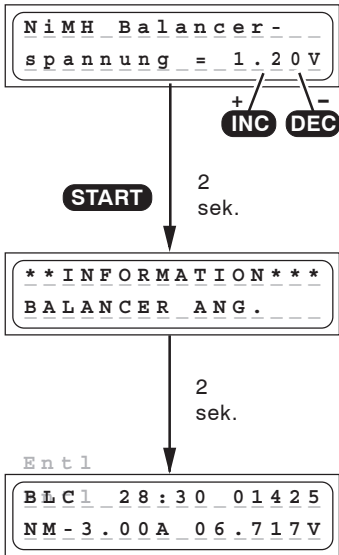 NiMH Balancer-
spannung = 1.20V
+ -
INC DEC
START
2
sek.
**INFORMATION***
BALANCER ANG.
2
sek.
Entl
BLC 28:30 01425
NM-3.00A 06.717V